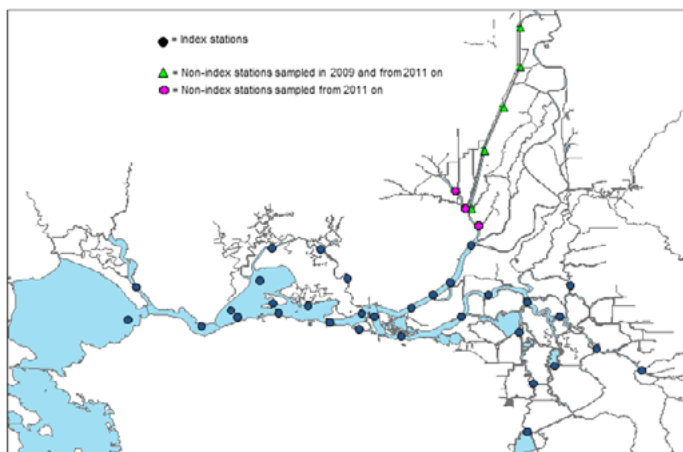 = Index stations
= Non-index stations sampled in 2009 and from 2011 on
= Non-index stations sampled from 2011 on